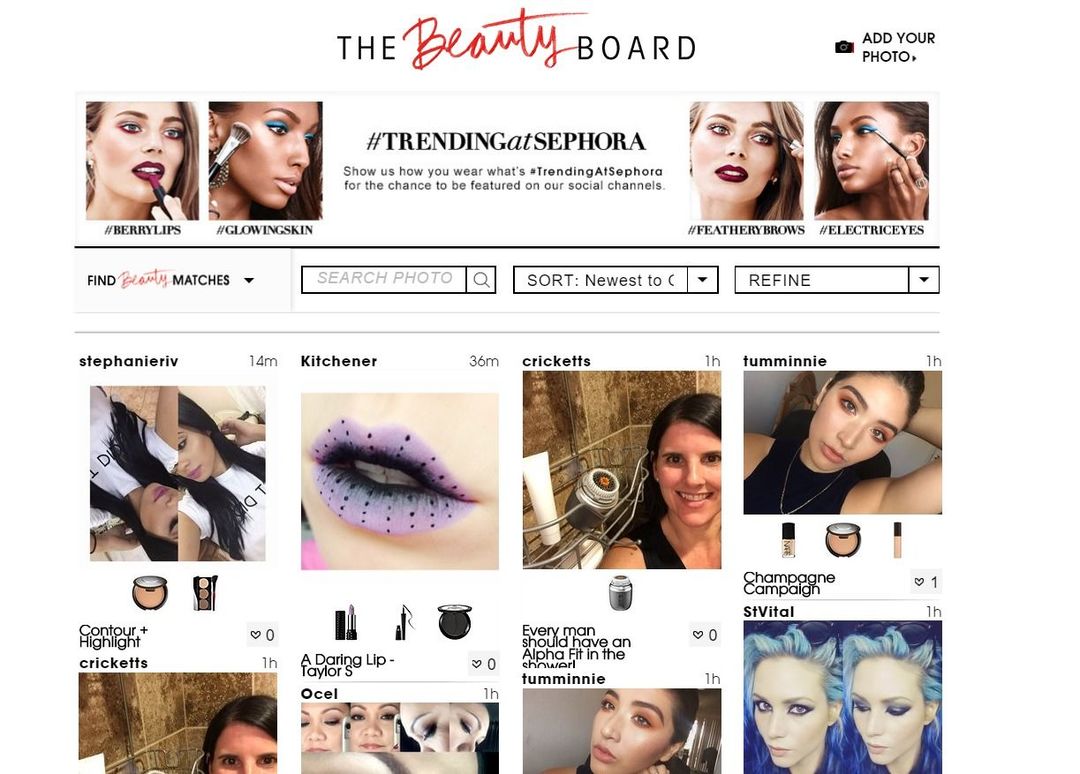 THE Beauty BOARD
ADD YOUR
PHOTO
#TRENDINGatSEPHORA
Show us how you wear what's #TrendingAtSephora
for the chance to be featured on our social channels.
#BERRYLIPS
#GLOWINGSKIN
#FEATHERYBROWS
#ELECTRICEYES
FIND Beauty MATCHES
SEARCH PHOTO
SORT: Newest to
REFINE
stephanieriv 14m
Contour +
Highlight
0
cricketts 1h
Kitchener 36m
A Daring Lip -
Taylor S
0
Ocel 1h
cricketts 1h
Every man
should have an
Alpha Fit in the
shower!
0
tumminnie 1h
tumminnie 1h
NARS
Champagne
Campaign
1
StVital 1h